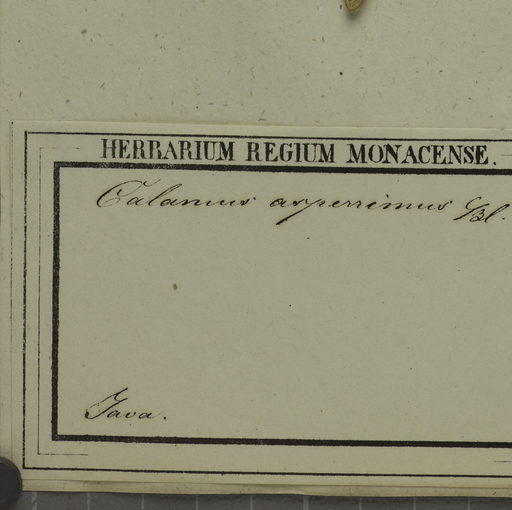 HERBARIUM REGIUM MONACENSE.
Calamus asperrimus Bl.
Java.